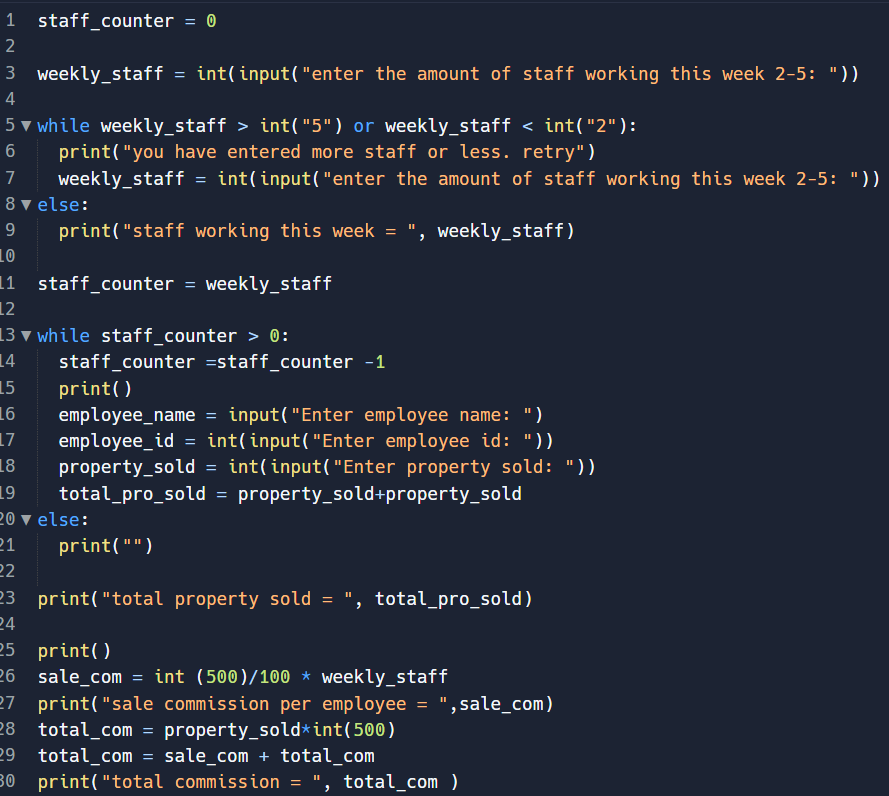 1 staff_counter = 0
2
3 weekly_staff = int(input("enter the amount of staff working this week 2-5: "))
4
5 ▼ while weekly_staff > int("5") or weekly_staff < int("2"):
6 print("you have entered more staff or less. retry")
7 weekly_staff = int(input("enter the amount of staff working this week 2-5: "))
8 ▼ else:
9 print("staff working this week = ", weekly_staff)
10
11 staff_counter = weekly_staff
12
13 ▼ while staff_counter > 0:
14 staff_counter =staff_counter -1
15 print()
16 employee_name = input("Enter employee name: ")
17 employee_id = int(input("Enter employee id: "))
18 property_sold = int(input("Enter property sold: "))
19 total_pro_sold = property_sold+property_sold
20 ▼ else:
21 print("")
22
23 print("total property sold = ", total_pro_sold)
24
25 print()
26 sale_com = int (500)/100 * weekly_staff
27 print("sale commission per employee = ",sale_com)
28 total_com = property_sold*int(500)
29 total_com = sale_com + total_com
30 print("total commission = ", total_com )